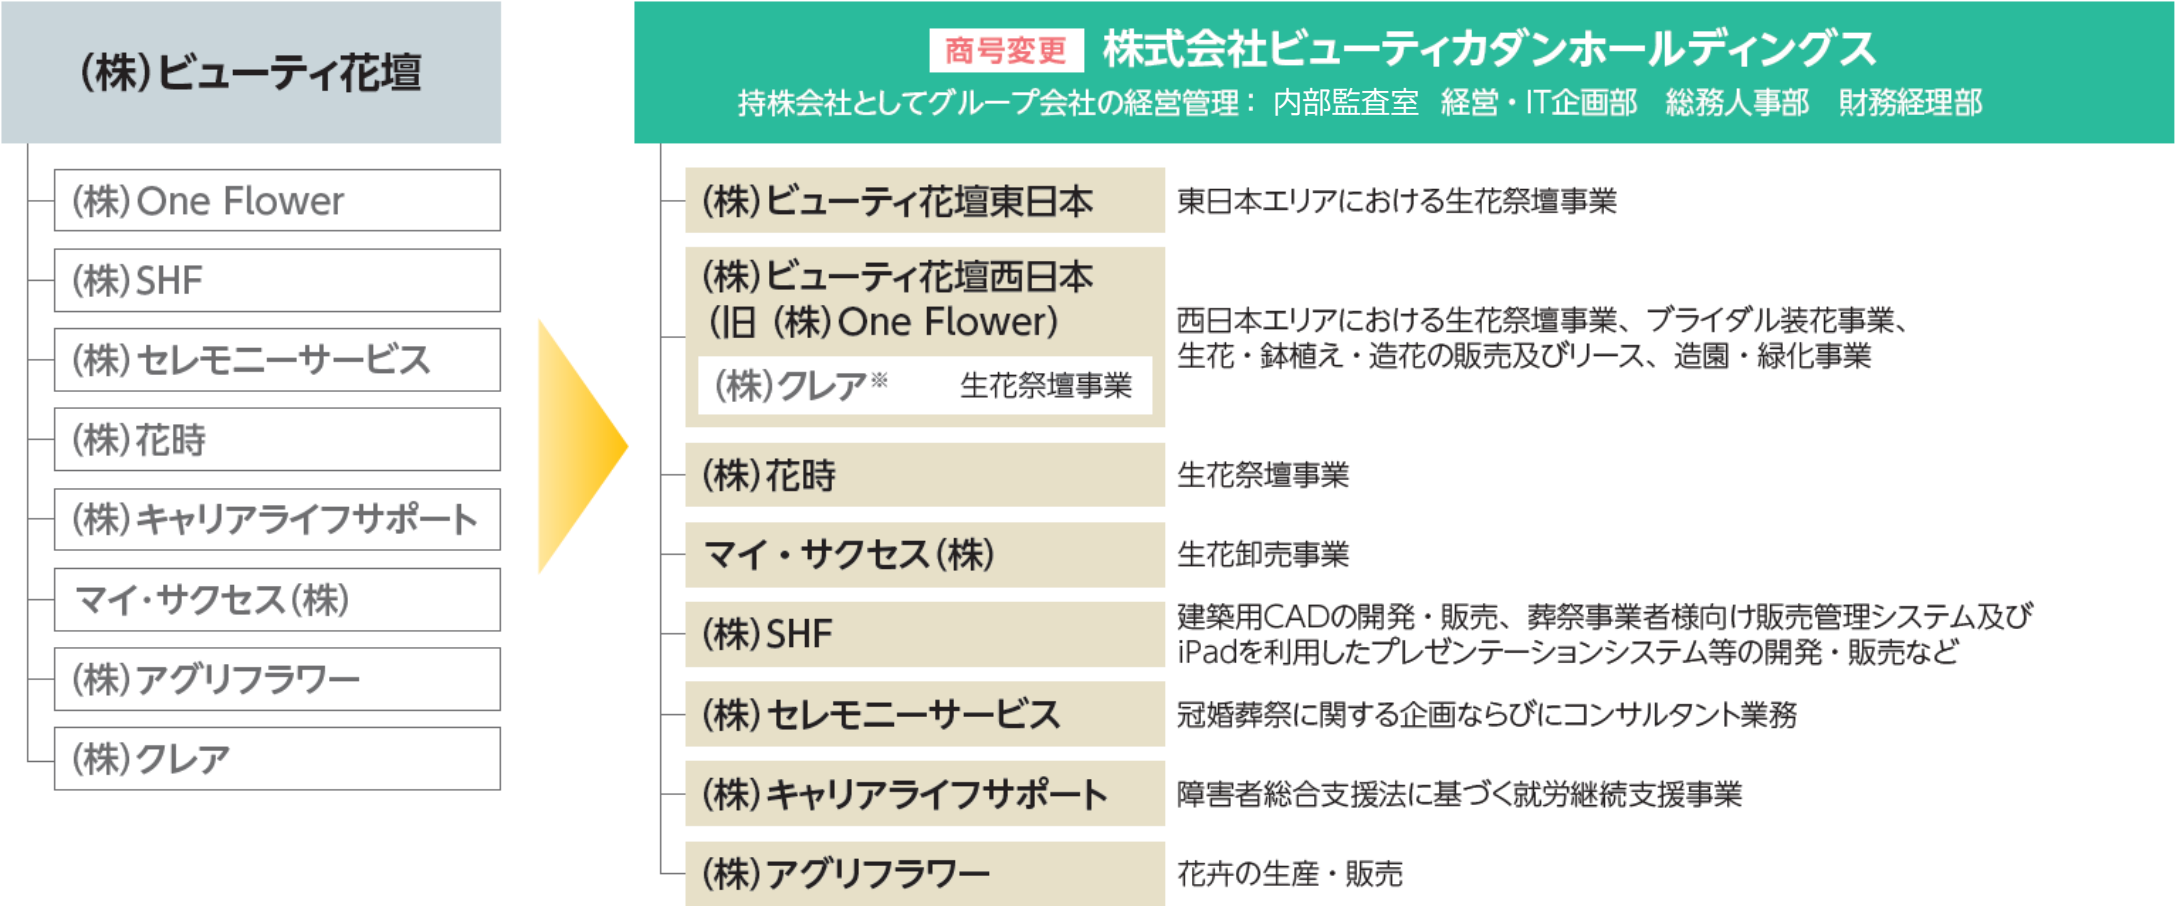 (株)ビューティ花壇
(株)One Flower
(株)SHF
(株)セレモニーサービス
(株)花時
(株)キャリアライフサポート
マイ・サクセス(株)
(株)アグリフラワー
(株)クレア
商号変更 株式会社ビューティカダンホールディングス
持株会社としてグループ会社の経営管理： 内部監査室 経営・IT企画部 総務人事部 財務経理部
(株)ビューティ花壇東日本 東日本エリアにおける生花祭壇事業
(株)ビューティ花壇西日本
(旧 (株)One Flower)
(株)クレア※ 生花祭壇事業
西日本エリアにおける生花祭壇事業、ブライダル装花事業、
生花・鉢植え・造花の販売及びリース、造園・緑化事業
(株)花時 生花祭壇事業
マイ・サクセス(株) 生花卸売事業
(株)SHF
建築用CADの開発・販売、葬祭事業者様向け販売管理システム及び
iPadを利用したプレゼンテーションシステム等の開発・販売など
(株)セレモニーサービス 冠婚葬祭に関する企画ならびにコンサルタント業務
(株)キャリアライフサポート 障害者総合支援法に基づく就労継続支援事業
(株)アグリフラワー 花卉の生産・販売